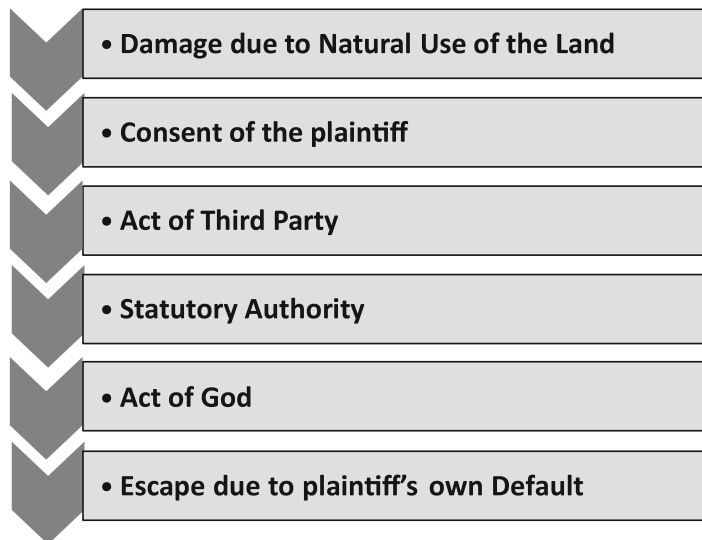 • Damage due to Natural Use of the Land
• Consent of the plaintiff
• Act of Third Party
• Statutory Authority
• Act of God
• Escape due to plaintiff’s own Default